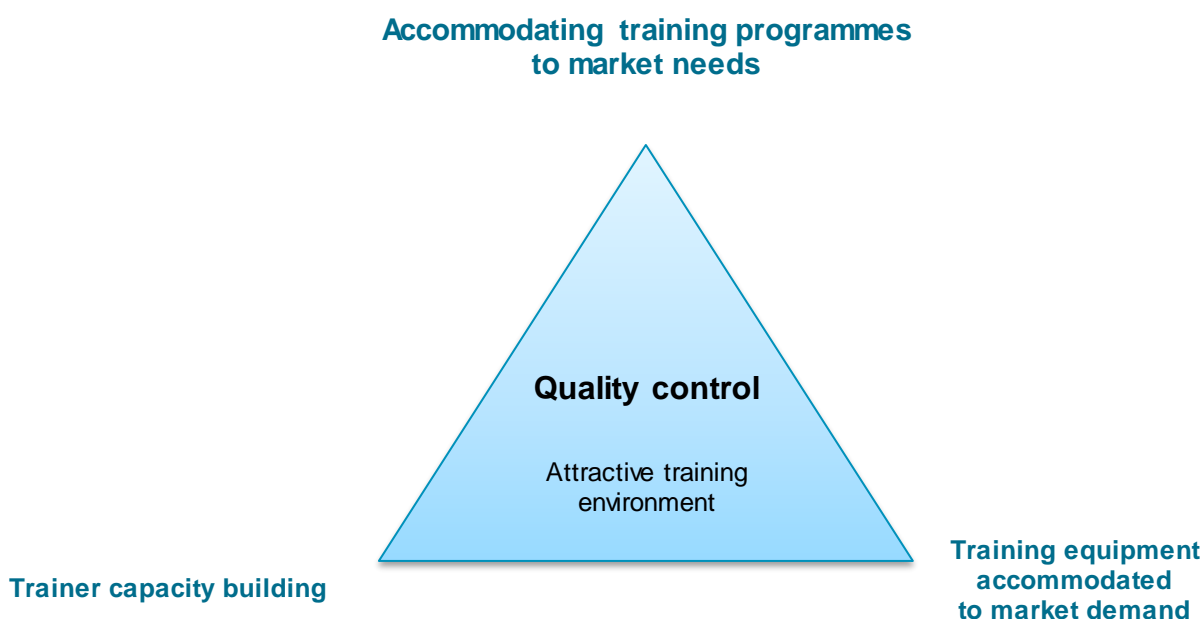 Accommodating training programmes
to market needs
Quality control
Attractive training
environment
Trainer capacity building
Training equipment
accommodated
to market demand